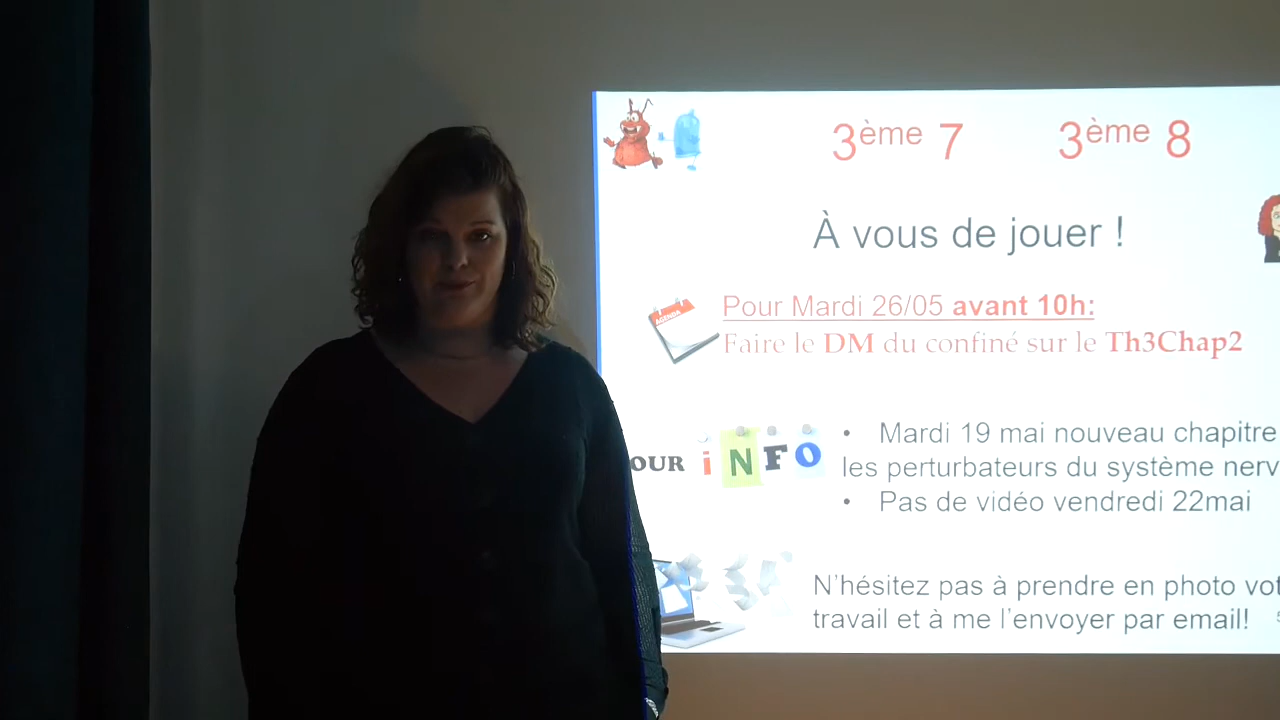 3ème 7 3ème 8
À vous de jouer !
AGENDA
Pour Mardi 26/05 avant 10h:
Faire le DM du confiné sur le Th3Chap2
OUR iNFO
• Mardi 19 mai nouveau chapitre
les perturbateurs du système nerv
• Pas de vidéo vendredi 22mai
N'hésitez pas à prendre en photo vot
travail et à me l'envoyer par email!